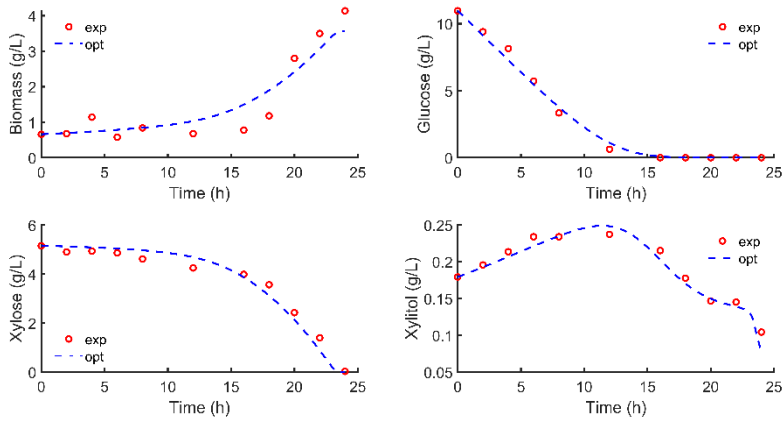 Biomass (g/L)
4
3
2
1
0
exp
opt
0 5 10 15 20 25
Time (h)
Glucose (g/L)
10
5
0
exp
opt
0 5 10 15 20 25
Time (h)
Xylose (g/L)
6
4
2
0
exp
opt
0 5 10 15 20 25
Time (h)
Xylitol (g/L)
0.25
0.2
0.15
0.1
0.05
exp
opt
0 5 10 15 20 25
Time (h)